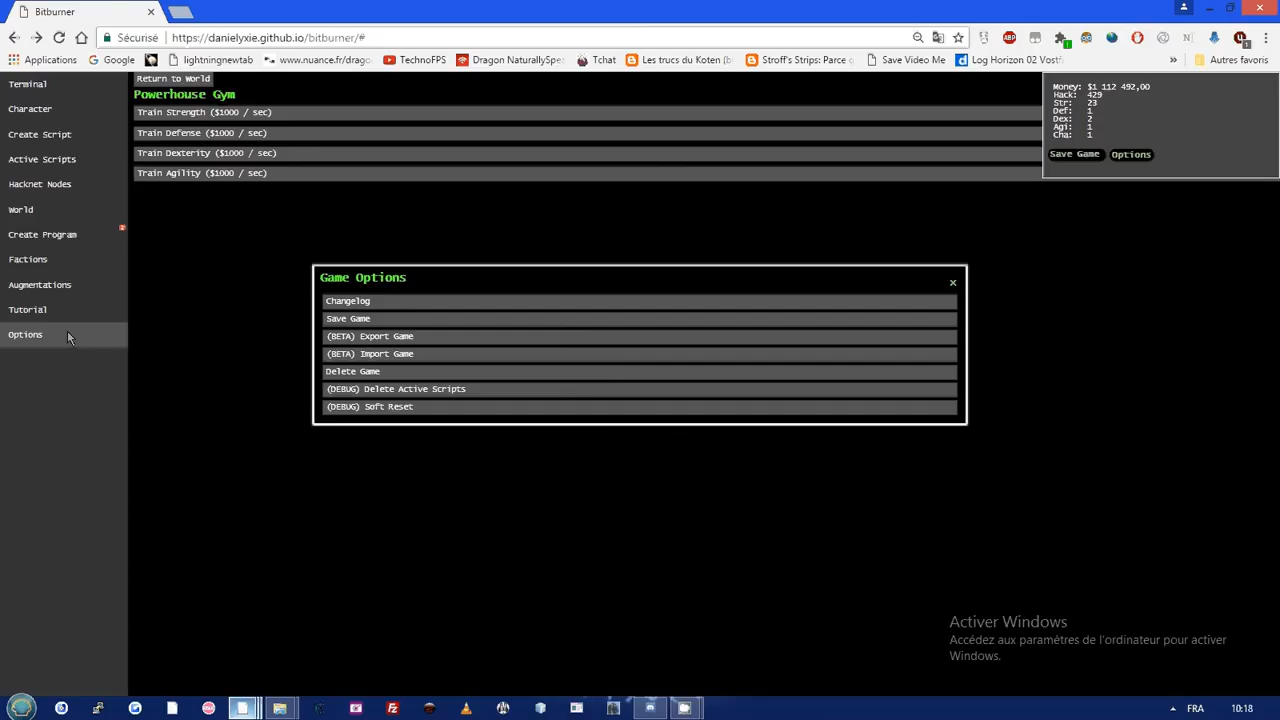 Bitburner
Sécurisé
https://danielyxie.github.io/bitburner/#
Applications
Google
lightningnewtab
www.nuance.fr/drago
TechnoFPS
Dragon NaturallySpe
Tchat
Les trucs du Koten (b
Stroff's Strips: Parce q
Save Video Me
Log Horizon 02 Vostf
»
Autres favoris
Terminal
Character
Create Script
Active Scripts
Hacknet Nodes
World
Create Program
Factions
Augmentations
Tutorial
Options
Return to World
Powerhouse Gym
Train Strength ($1000 / sec)
Train Defense ($1000 / sec)
Train Dexterity ($1000 / sec)
Train Agility ($1000 / sec)
Money: $1 112 492,00
Hack: 429
Str: 23
Def: 1
Dex: 2
Agi: 1
Cha: 1
Save Game
Options
Game Options
x
Changelog
Save Game
(BETA) Export Game
(BETA) Import Game
Delete Game
(DEBUG) Delete Active Scripts
(DEBUG) Soft Reset
Activer Windows
Accédez aux paramètres de l'ordinateur pour activer
Windows.
FRA
10:18